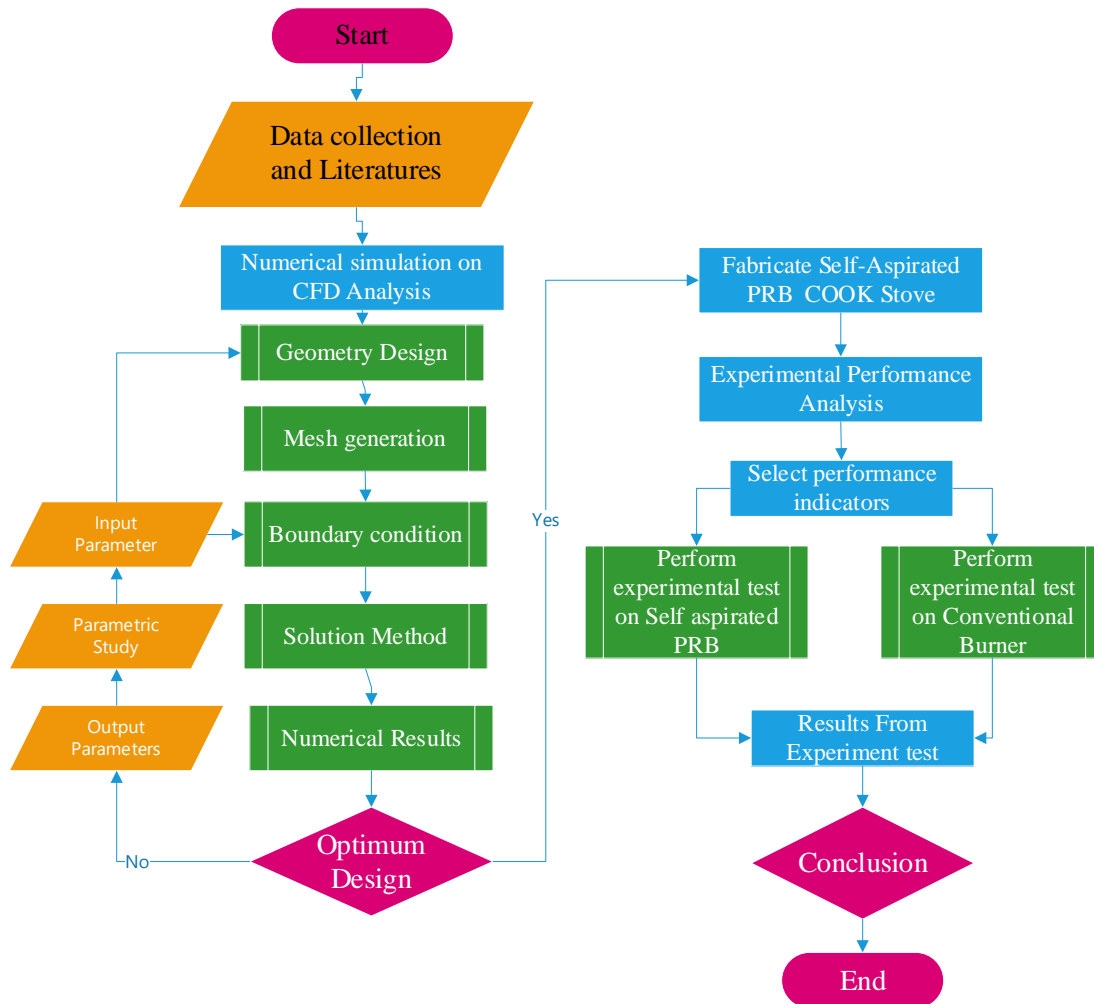 Start
Data collection
and Literatures
Numerical simulation on
CFD Analysis
Geometry Design
Mesh generation
Boundary condition
Solution Method
Numerical Results
Optimum
Design
No
Output
Parameters
Parametric
Study
Input
Parameter
Yes
Fabricate Self-Aspirated
PRB COOK Stove
Experimental Performance
Analysis
Select performance
indicators
Perform
experimental test
on Self aspirated
PRB
Perform
experimental test
on Conventional
Burner
Results From
Experiment test
Conclusion
End